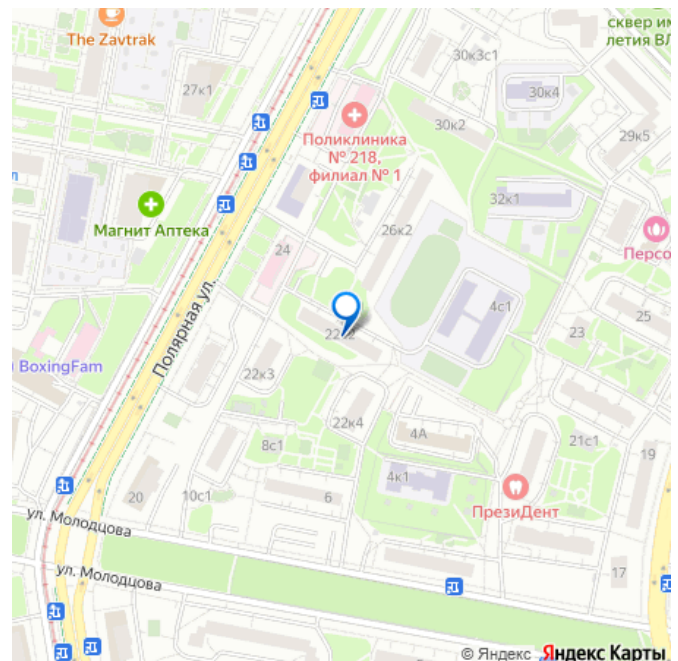 The Zavtrak
сквер им
летия ВЛ
30к3с1
27к1
30к4
30к2
Поликлиника
№ 218,
филиал № 1
29к5
32к1
Магнит Аптека
26к2
Персо
24
4с1
25
Полярная ул.
22к2
23
BoxingFam
22к3
22к4
4А
8с1
21с1
19
4к1
20
10с1
6
ПрезиДент
ул. Молодцова
17
ул. Молодцова
© Яндекс Яндекс Карты